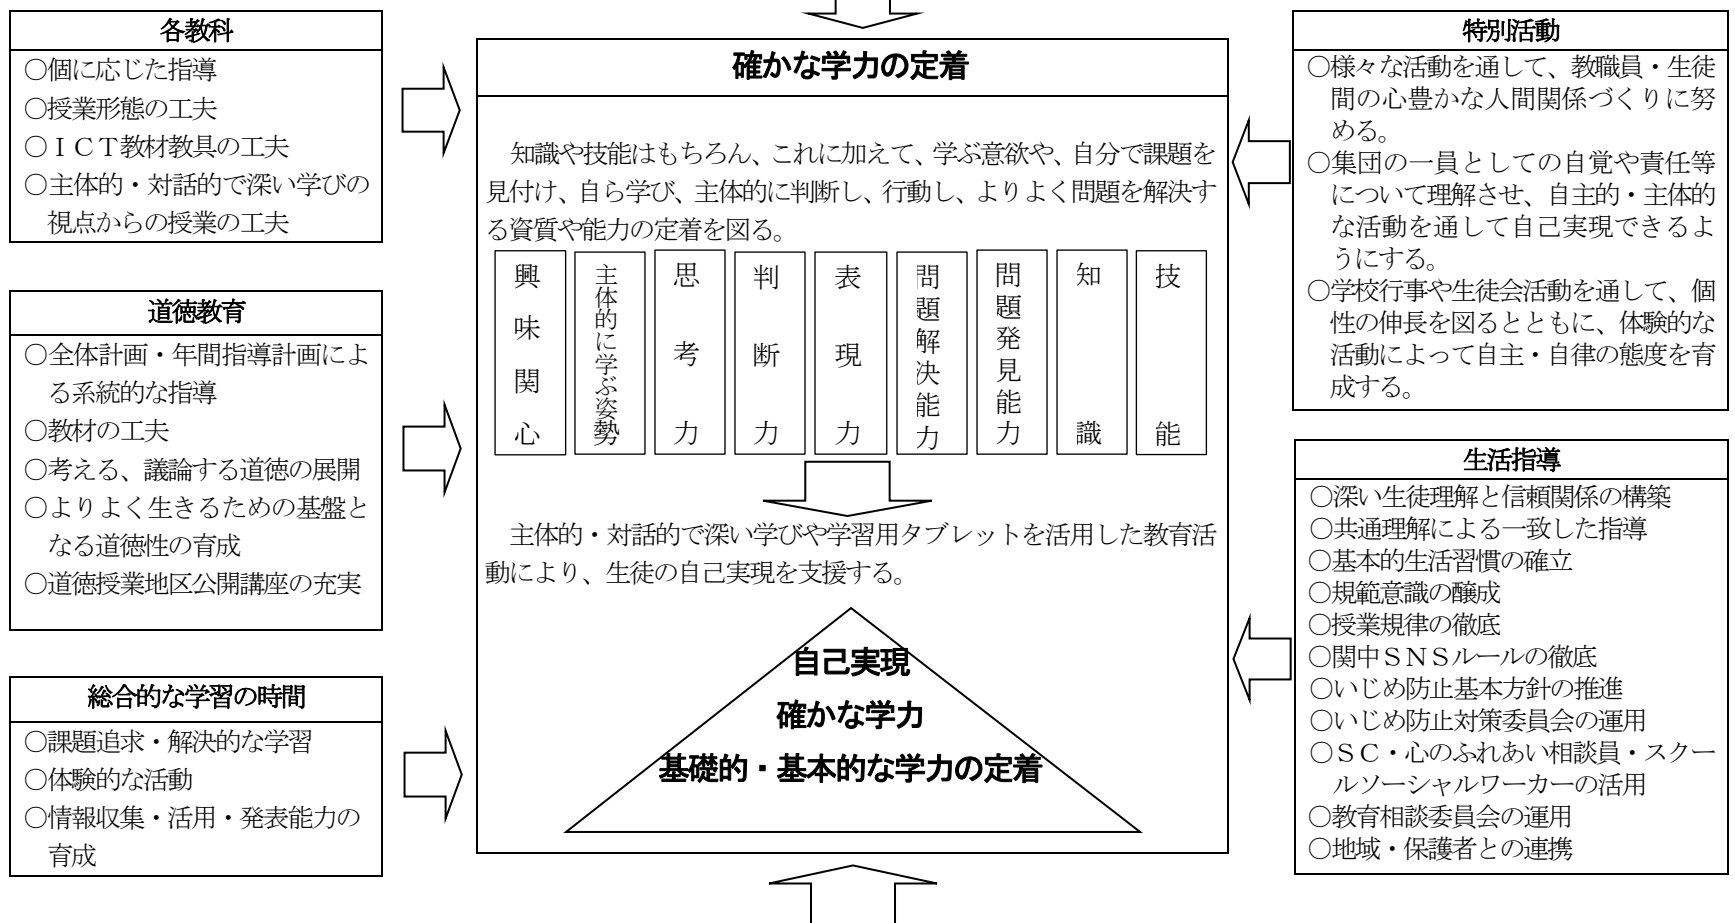 各教科
○個に応じた指導
○授業形態の工夫
○ＩＣＴ教材教具の工夫
○主体的・対話的で深い学びの
視点からの授業の工夫
道徳教育
○全体計画・年間指導計画によ
る系統的な指導
○教材の工夫
○考える、議論する道徳の展開
○よりよく生きるための基盤と
なる道徳性の育成
○道徳授業地区公開講座の充実
総合的な学習の時間
○課題追求・解決的な学習
○体験的な活動
○情報収集・活用・発表能力の
育成
確かな学力の定着
知識や技能はもちろん、これに加えて、学ぶ意欲や、自分で課題を
見付け、自ら学び、主体的に判断し、行動し、よりよく問題を解決す
る資質や能力の定着を図る。
興味関心
主体的に学ぶ姿勢
思考力
判断力
表現力
問題解決能力
問題発見能力
知識
技能
主体的・対話的で深い学びや学習用タブレットを活用した教育活
動により、生徒の自己実現を支援する。
自己実現
確かな学力
基礎的・基本的な学力の定着
特別活動
○様々な活動を通して、教職員・生徒
間の心豊かな人間関係づくりに努
める。
○集団の一員としての自覚や責任等
について理解させ、自主的・主体的
な活動を通して自己実現できるよ
うにする。
○学校行事や生徒会活動を通して、個
性の伸長を図るとともに、体験的な
活動によって自主・自律の態度を育
成する。
生活指導
○深い生徒理解と信頼関係の構築
○共通理解による一致した指導
○基本的生活習慣の確立
○規範意識の醸成
○授業規律の徹底
○関中ＳＮＳルールの徹底
○いじめ防止基本方針の推進
○いじめ防止対策委員会の運用
○ＳＣ・心のふれあい相談員・スクー
ルソーシャルワーカーの活用
○教育相談委員会の運用
○地域・保護者との連携